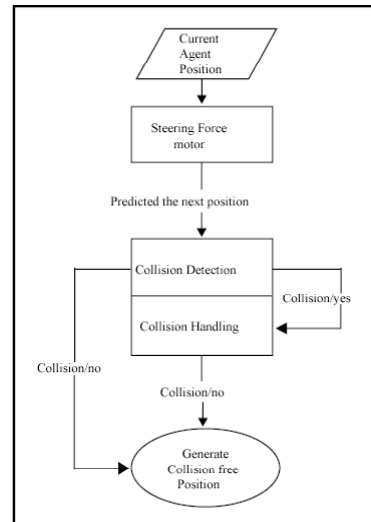 Current
Agent
Position
Steering Force
motor
Predicted the next position
Collision Detection
Collision/yes
Collision Handling
Collision/no
Collision/no
Generate
Collision free
Position